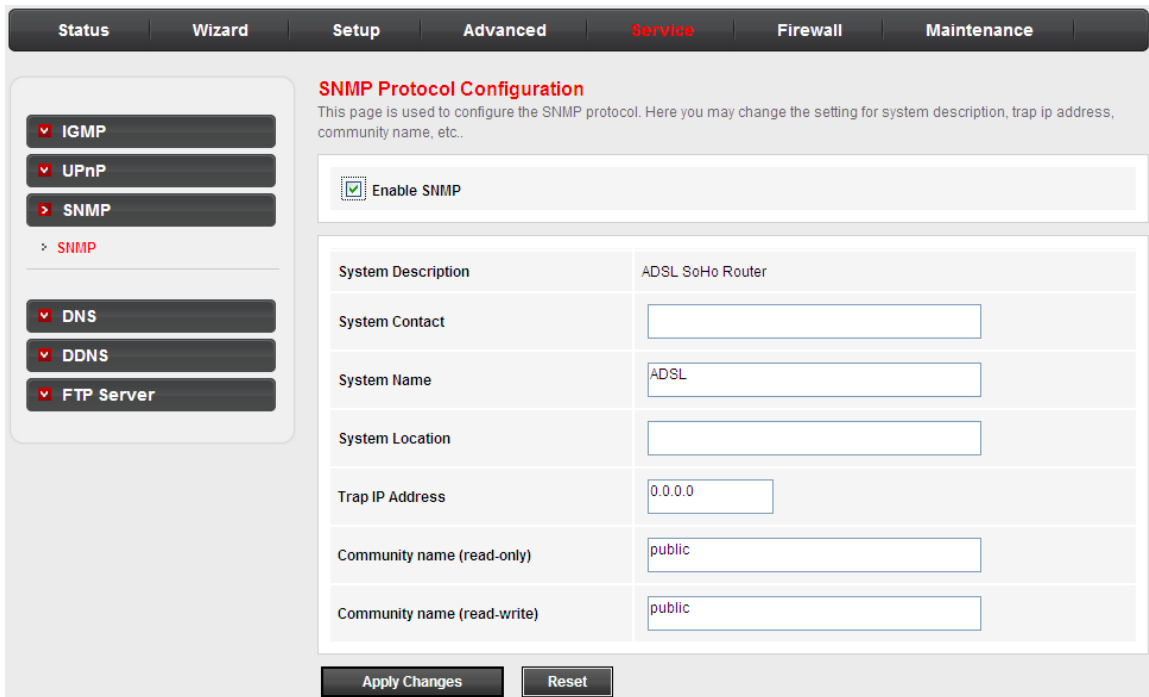 Status Wizard Setup Advanced Service Firewall Maintenance
IGMP
UPnP
SNMP
SNMP
DNS
DDNS
FTP Server
SNMP Protocol Configuration
This page is used to configure the SNMP protocol. Here you may change the setting for system description, trap ip address,
community name, etc..
Enable SNMP
System Description ADSL SoHo Router
System Contact
System Name ADSL
System Location
Trap IP Address 0.0.0.0
Community name (read-only) public
Community name (read-write) public
Apply Changes Reset